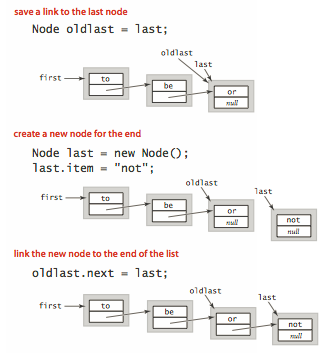 save a link to the last node
Node oldlast = last;
oldlast
last
first
to
be
or
null
create a new node for the end
Node last = new Node();
last.item = "not";
oldlast
last
first
to
be
or
null
not
null
link the new node to the end of the list
oldlast.next = last;
oldlast
last
first
to
be
or
not
null